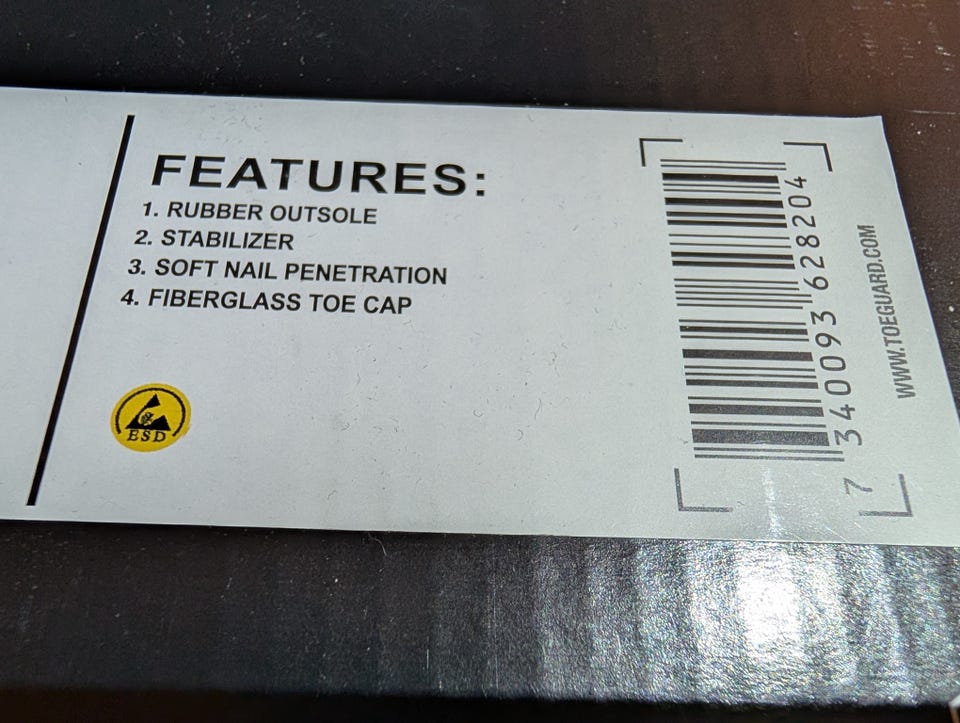 FEATURES:
1. RUBBER OUTSOLE
2. STABILIZER
3. SOFT NAIL PENETRATION
4. FIBERGLASS TOE CAP
ESD
7 340093 628204
WWW.TOEGUARD.COM